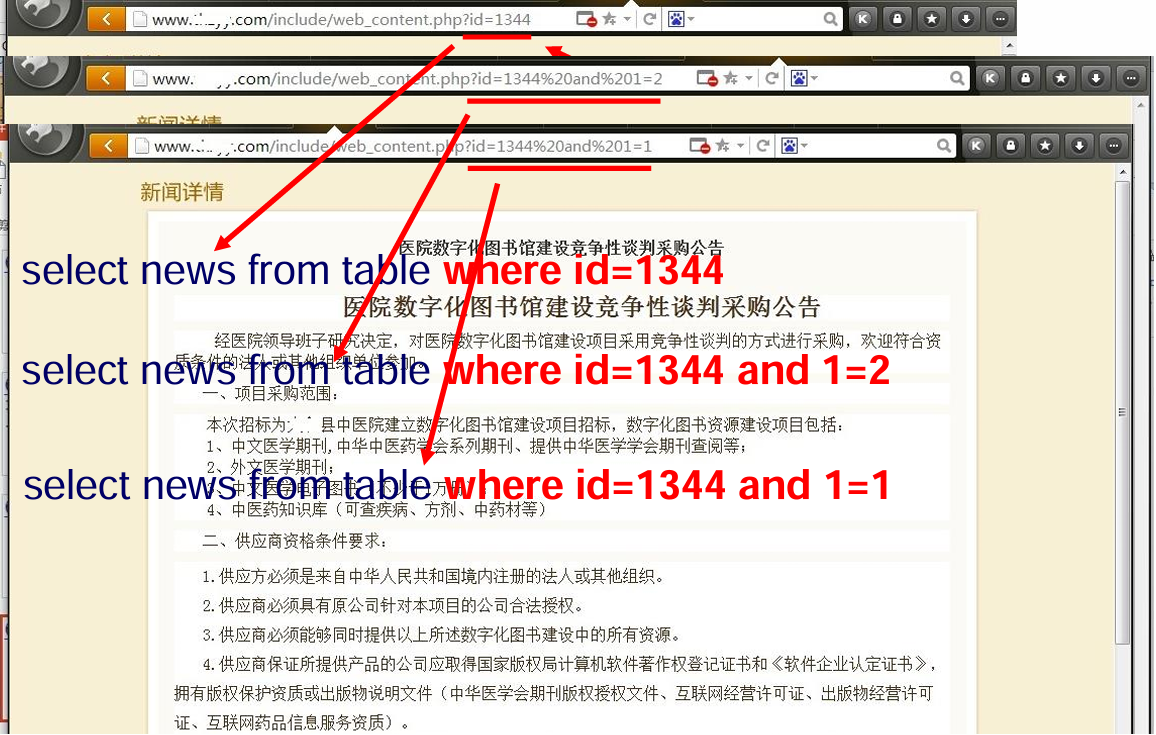 www. .com/include/web_content.php?id=1344
www. .com/include/web_content.php?id=1344%20and%201=2
新闻详情
www. .com/include/web_content.php?id=1344%20and%201=1
新闻详情
医院数字化图书馆建设竞争性谈判采购公告
select news from table where id=1344
医院数字化图书馆建设竞争性谈判采购公告
经医院领导班子研究决定，对医院数字化图书馆建设项目采用竞争性谈判的方式进行采购，欢迎符合资
质条件的法人或其他组织单位参加。
select news from table where id=1344 and 1=2
一、项目采购范围：
本次招标为 县中医院建立数字化图书馆建设项目招标，数字化图书资源建设项目包括：
1、中文医学期刊,中华中医药学会系列期刊、提供中华医学学会期刊查阅等；
2、外文医学期刊；
select news from table where id=1344 and 1=1
3、中文医学电子图书
4、中医药知识库（可查疾病、方剂、中药材等）
二、供应商资格条件要求：
1.供应方必须是来自中华人民共和国境内注册的法人或其他组织。
2.供应商必须具有原公司针对本项目的公司合法授权。
3.供应商必须能够同时提供以上所述数字化图书建设中的所有资源。
4.供应商保证所提供产品的公司应取得国家版权局计算机软件著作权登记证书和《软件企业认定证书》，
拥有版权保护资质或出版物说明文件（中华医学会期刊版权授权文件、互联网经营许可证、出版物经营许可
证、互联网药品信息服务资质）。